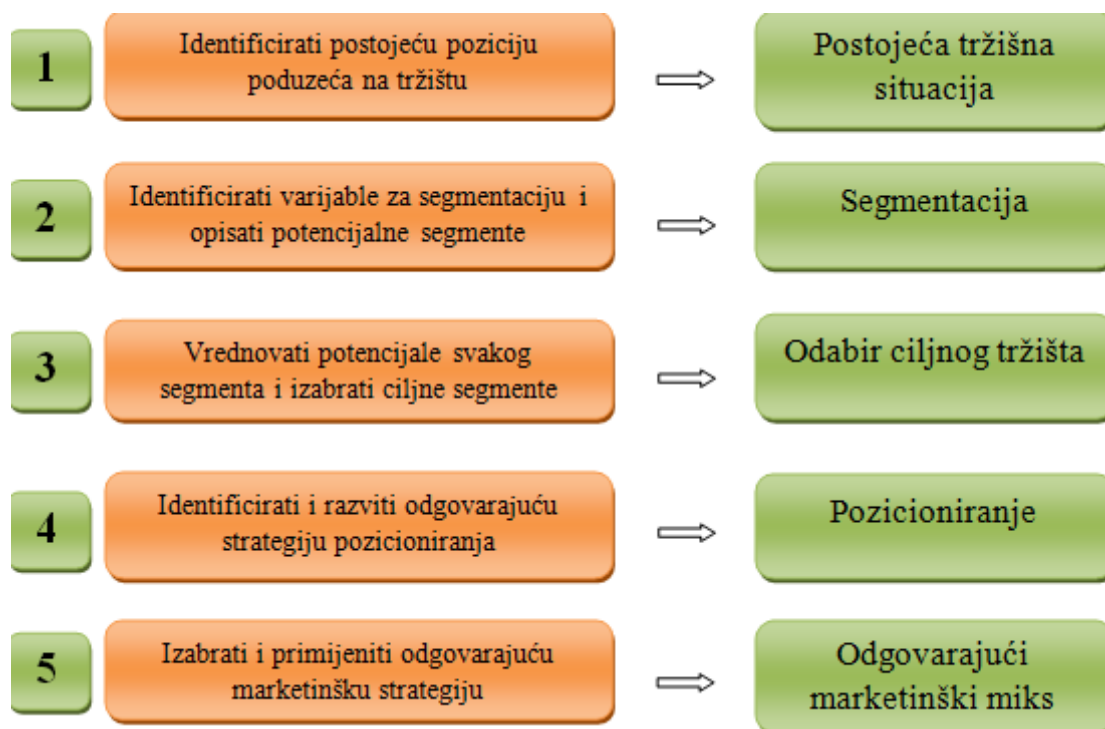 1
Identificirati postojeću poziciju
poduzeća na tržištu
Postojeća tržišna
situacija
2
Identificirati varijable za segmentaciju i
opisati potencijalne segmente
Segmentacija
3
Vrednovati potencijale svakog
segmenta i izabrati ciljne segmente
Odabir ciljnog tržišta
4
Identificirati i razviti odgovarajuću
strategiju pozicioniranja
Pozicioniranje
5
Izabrati i primijeniti odgovarajuću
marketinšku strategiju
Odgovarajući
marketinški miks